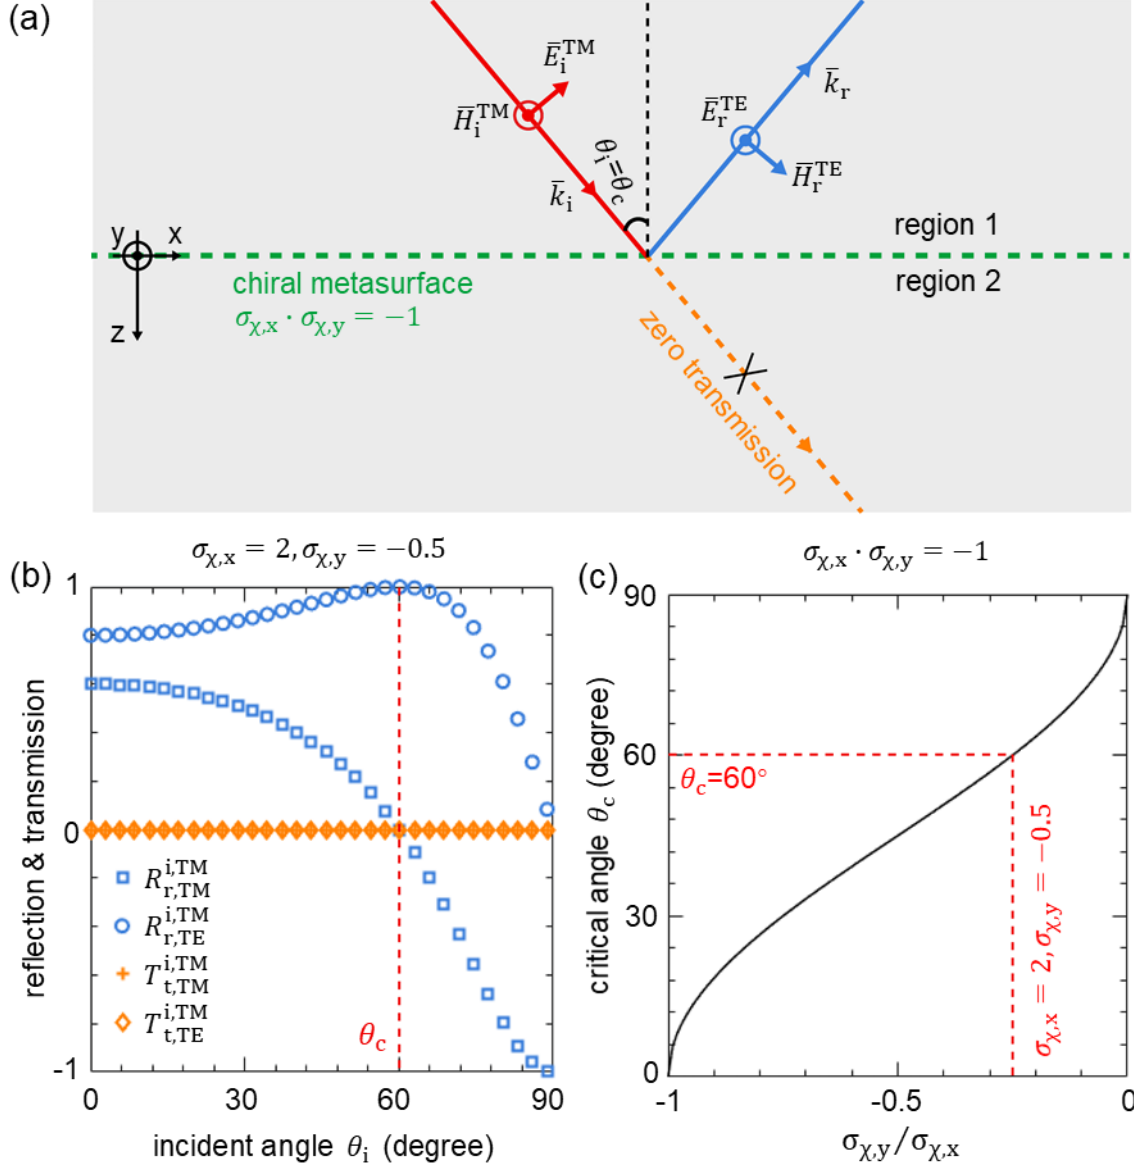 (a)
Ē_i^TM
H̄_i^TM
k̄_i
θ_i=θ_c
Ē_r^TE
k̄_r
H̄_r^TE
region 1
region 2
y
x
z
chiral metasurface
σ_χ,x · σ_χ,y = −1
zero transmission
(b)
σ_χ,x = 2, σ_χ,y = −0.5
1
0
-1
reflection & transmission
R_r,TM^i,TM
R_r,TE^i,TM
T_t,TM^i,TM
T_t,TE^i,TM
θ_c
0
30
60
90
incident angle θ_i (degree)
(c)
σ_χ,x · σ_χ,y = −1
90
60
30
0
critical angle θ_c (degree)
θ_c=60°
σ_χ,x = 2, σ_χ,y = −0.5
-1
-0.5
0
σ_χ,y/σ_χ,x